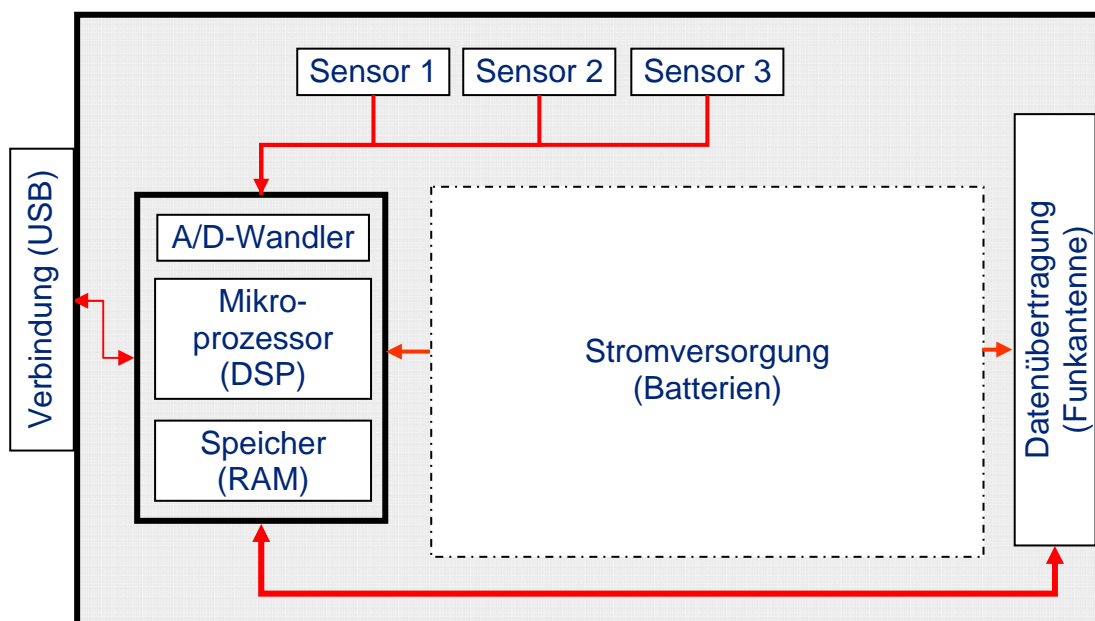 Sensor 1
Sensor 2
Sensor 3
Verbindung (USB)
A/D-Wandler
Mikro-
prozessor
(DSP)
Speicher
(RAM)
Stromversorgung
(Batterien)
Datenübertragung
(Funkantenne)